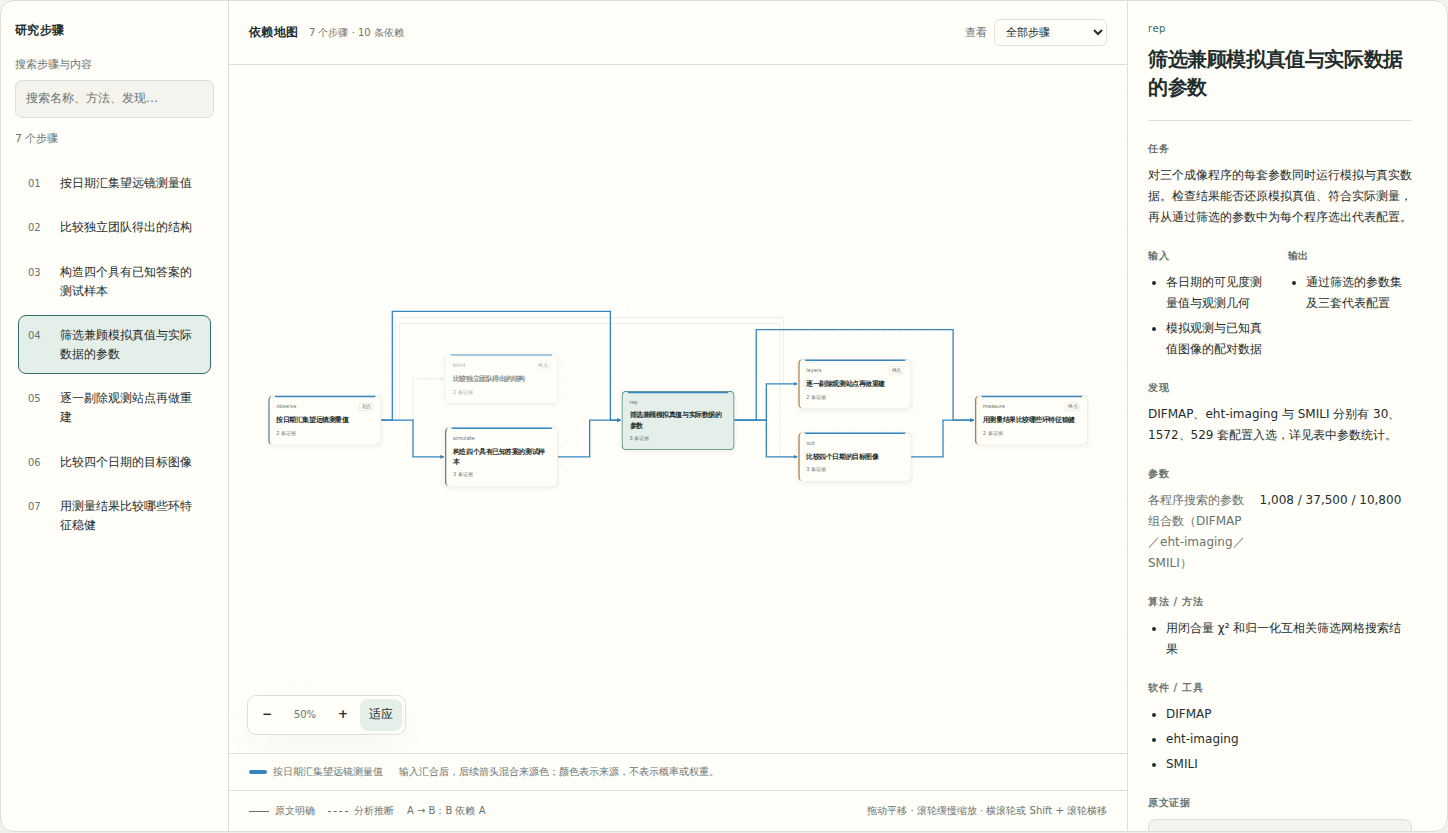 研究步骤
搜索步骤与内容
搜索名称、方法、发现…
7 个步骤
01 按日期汇集望远镜测量值
02 比较独立团队得出的结构
03 构造四个具有已知答案的
测试样本
04 筛选兼顾模拟真值与实际
数据的参数
05 逐一剔除观测站点再做重
建
06 比较四个日期的目标图像
07 用测量结果比较哪些环特
征稳健
依赖地图 7 个步骤 · 10 条依赖
查看 全部步骤
observe 起点
按日期汇集望远镜测量值
2 条证据
blind 终点
比较独立团队得出的结构
2 条证据
simulate
构造四个具有已知答案的测试样
本
3 条证据
rep
筛选兼顾模拟真值与实际数据的
参数
3 条证据
layers 终点
逐一剔除观测站点再做重建
2 条证据
out
比较四个日期的目标图像
3 条证据
measure 终点
用测量结果比较哪些环特征稳健
2 条证据
− 50% + 适应
按日期汇集望远镜测量值 输入汇合后，后续箭头混合来源色；颜色表示来源，不表示概率或权重。
原文明确 分析推断 A → B：B 依赖 A
拖动平移 · 滚轮缓慢缩放 · 横滚轮或 Shift + 滚轮横移
rep
筛选兼顾模拟真值与实际数据
的参数
任务
对三个成像程序的每套参数同时运行模拟与真实数
据。检查结果能否还原模拟真值、符合实际测量，
再从通过筛选的参数中为每个程序选出代表配置。
输入
• 各日期的可见度测
量值与观测几何
• 模拟观测与已知真
值图像的配对数据
输出
• 通过筛选的参数集
及三套代表配置
发现
DIFMAP、eht-imaging 与 SMILI 分别有 30、
1572、529 套配置入选，详见表中参数统计。
参数
各程序搜索的参数 1,008 / 37,500 / 10,800
组合数（DIFMAP
／eht-imaging／
SMILI）
算法 / 方法
• 用闭合量 χ² 和归一化互相关筛选网格搜索结
果
软件 / 工具
• DIFMAP
• eht-imaging
• SMILI
原文证据